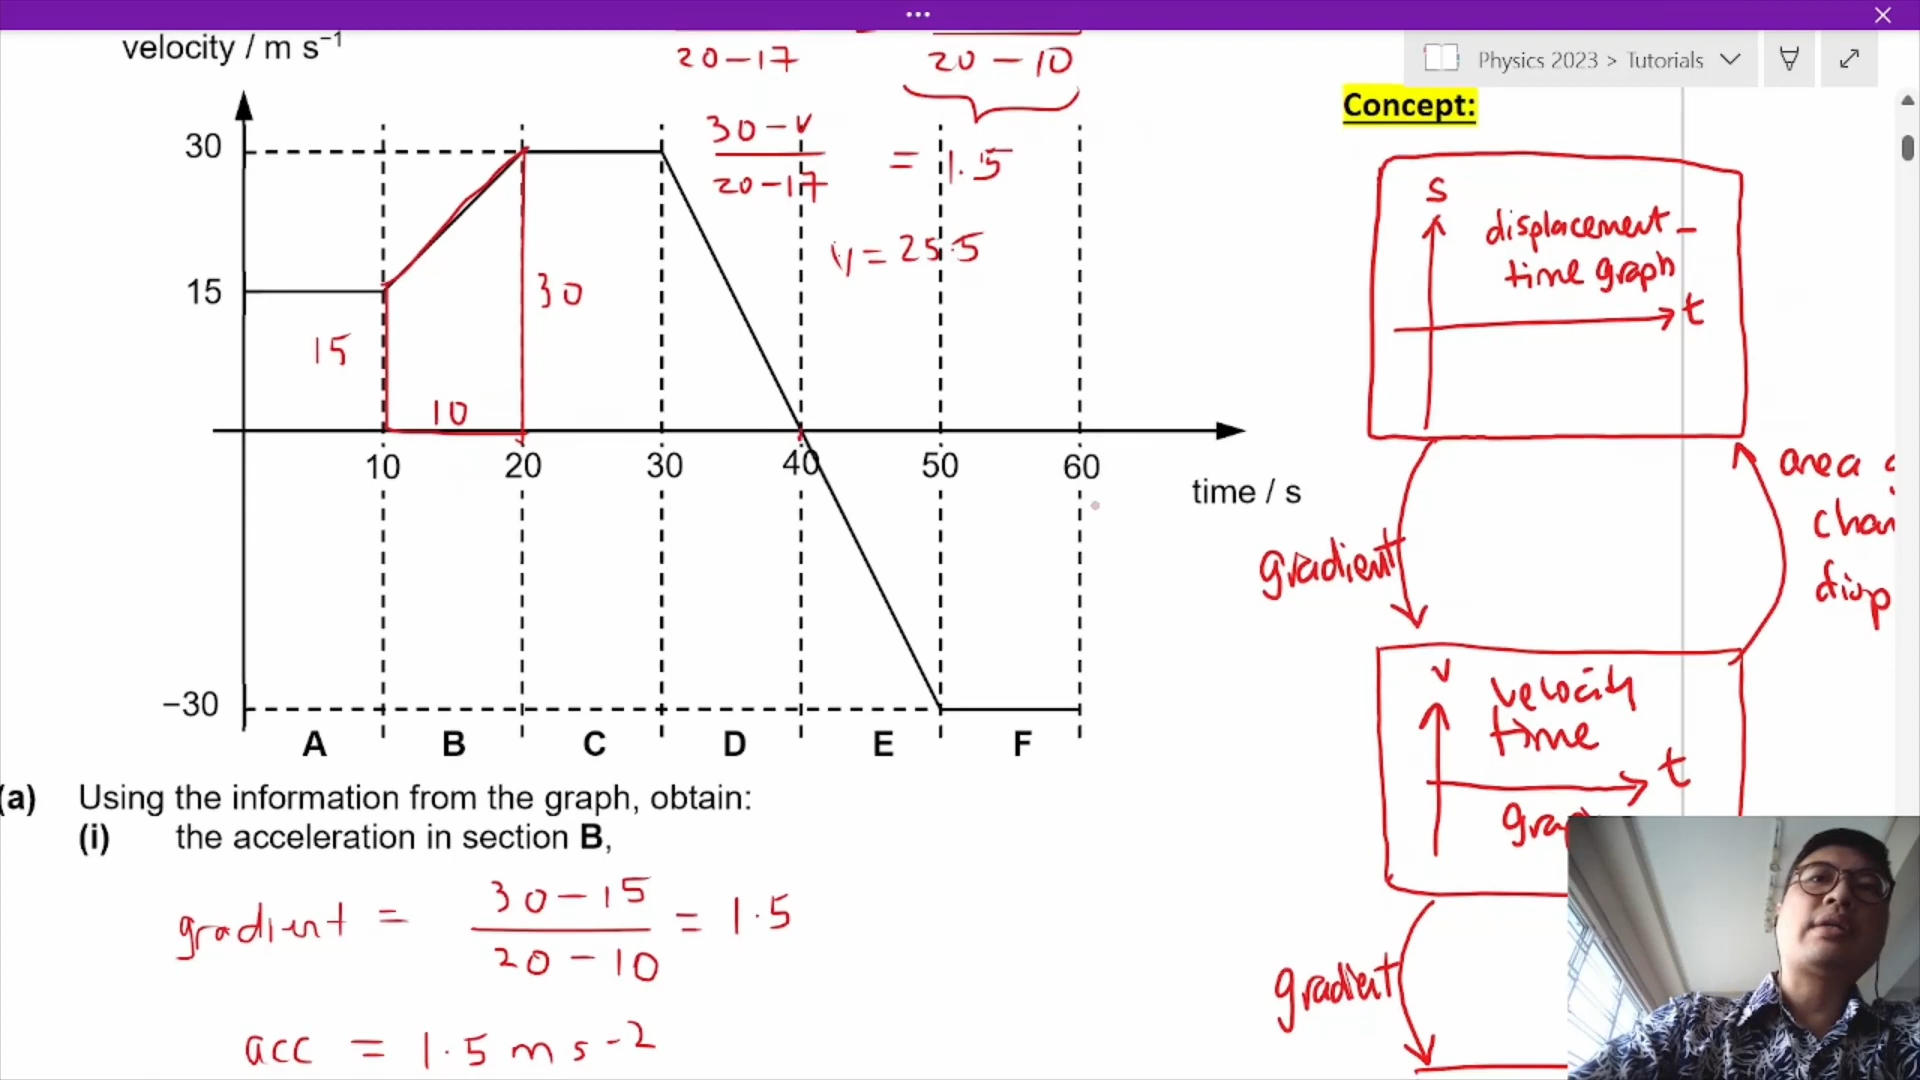 ...
Physics 2023 > Tutorials
velocity / m s⁻¹
20 - 17
20 - 10
Concept:
30
30 - v
20 - 17
= 1.5
v = 25.5
15
15
10
30
10 20 30 40 50 60
time / s
-30
A B C D E F
s
displacement -
time graph
t
gradient
area
v
velocity
time
t
gradient
(a) Using the information from the graph, obtain:
(i) the acceleration in section B,
gradient = 30 - 15 = 1.5
20 - 10
acc = 1.5 m s -2